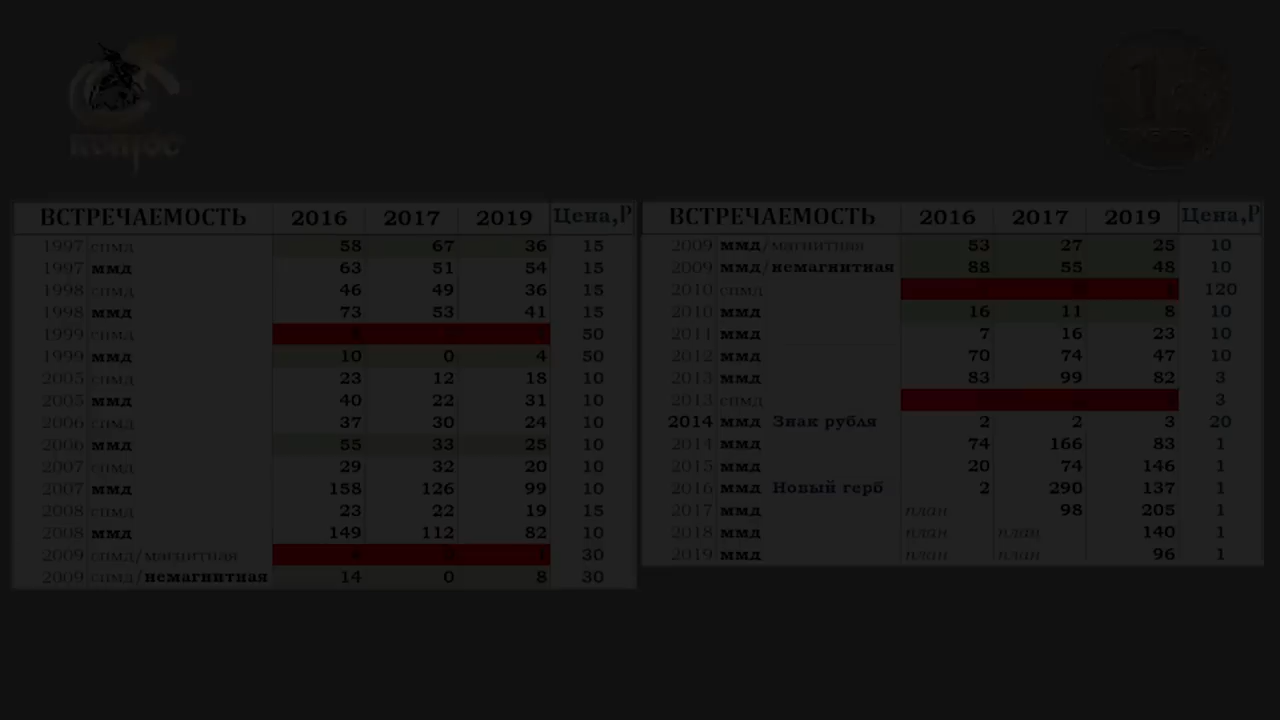 копрос
ВСТРЕЧАЕМОСТЬ 2016 2017 2019 Цена,Р
1997 спмд 58 67 36 15
1997 ммд 63 51 54 15
1998 спмд 46 49 36 15
1998 ммд 73 53 41 15
1999 спмд 50
1999 ммд 10 0 4 50
2005 спмд 23 12 18 10
2005 ммд 40 22 31 10
2006 спмд 37 30 24 10
2006 ммд 55 33 25 10
2007 спмд 29 32 20 10
2007 ммд 158 126 99 10
2008 спмд 23 22 19 15
2008 ммд 149 112 82 10
2009 спмд/магнитная 30
2009 спмд/немагнитная 14 0 8 30
ВСТРЕЧАЕМОСТЬ 2016 2017 2019 Цена,Р
2009 ммд/магнитная 53 27 25 10
2009 ммд/немагнитная 88 55 48 10
2010 спмд 120
2010 ммд 16 11 8 10
2011 ммд 7 16 23 10
2012 ммд 70 74 47 10
2013 ммд 83 99 82 3
2013 спмд 3
2014 ммд Знак рубля 2 2 3 20
2014 ммд 74 166 83 1
2015 ммд 20 74 146 1
2016 ммд Новый герб 2 290 137 1
2017 ммд план 98 205 1
2018 ммд план план 140 1
2019 ммд план план 96 1